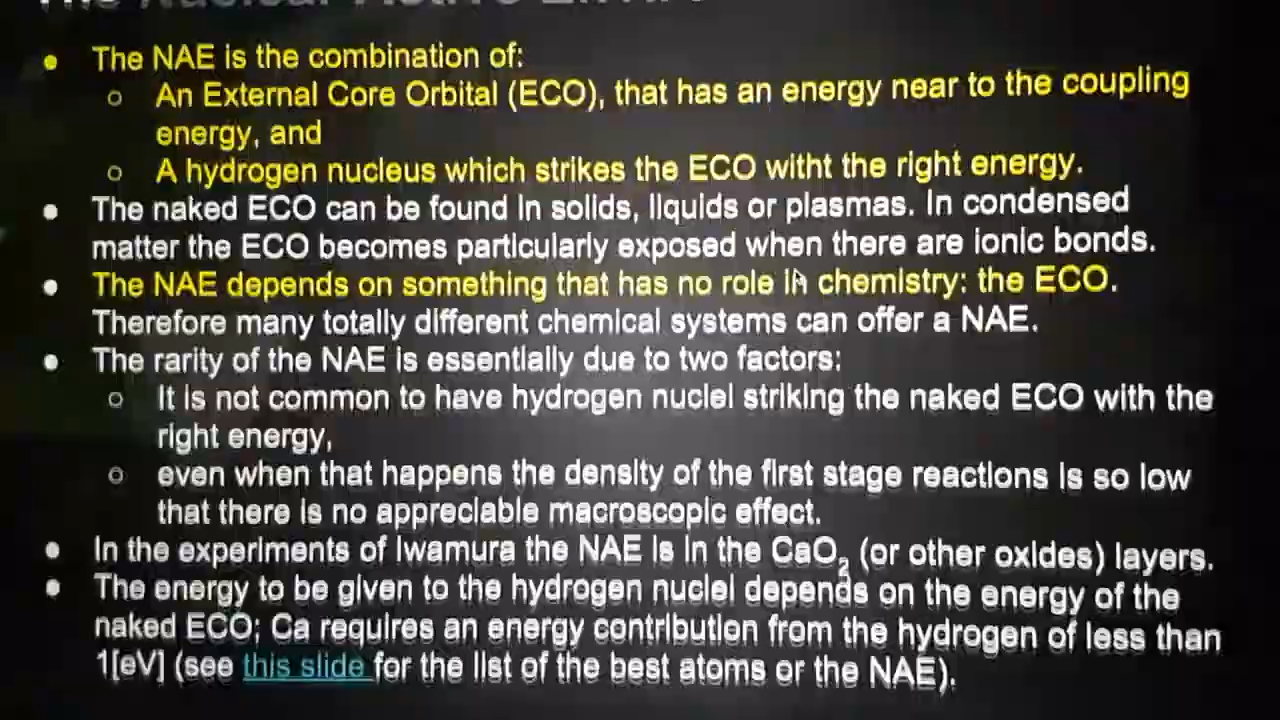 The Nuclear Active
• The NAE is the combination of:
o An External Core Orbital (ECO), that has an energy near to the coupling
energy, and
o A hydrogen nucleus which strikes the ECO witht the right energy.
• The naked ECO can be found in solids, liquids or plasmas. In condensed
matter the ECO becomes particularly exposed when there are ionic bonds.
• The NAE depends on something that has no role in chemistry: the ECO.
Therefore many totally different chemical systems can offer a NAE.
• The rarity of the NAE is essentially due to two factors:
o It is not common to have hydrogen nuclei striking the naked ECO with the
right energy,
o even when that happens the density of the first stage reactions is so low
that there is no appreciable macroscopic effect.
• In the experiments of Iwamura the NAE is in the CaO₂ (or other oxides) layers.
• The energy to be given to the hydrogen nuclei depends on the energy of the
naked ECO; Ca requires an energy contribution from the hydrogen of less than
1[eV] (see this slide for the list of the best atoms or the NAE).